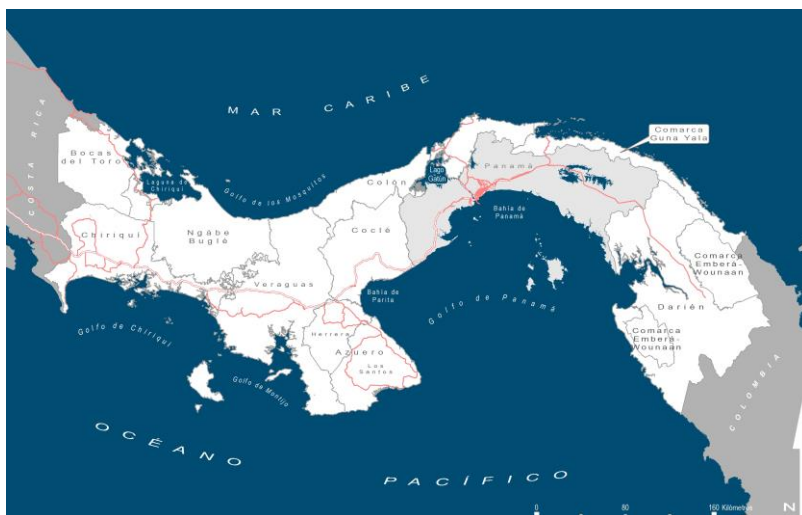 MAR CARIBE
COSTA RICA
Bocas
del Toro
Laguna de
Chiriquí
Golfo de los Mosquitos
Colón
Lago
Gatún
Panamá
Comarca
Guna Yala
Chiriquí
Ngäbe
Buglé
Coclé
Bahía de
Panamá
Veraguas
Bahía de
Parita
Comarca
Emberá-
Wounaan
Golfo de Chiriquí
Golfo de Panamá
Darién
Herrera
Azuero
Los
Santos
Comarca
Emberá-
Wounaan
Golfo de Montijo
COLOMBIA
OCÉANO
PACÍFICO
0 80 160 Kilómetros
N